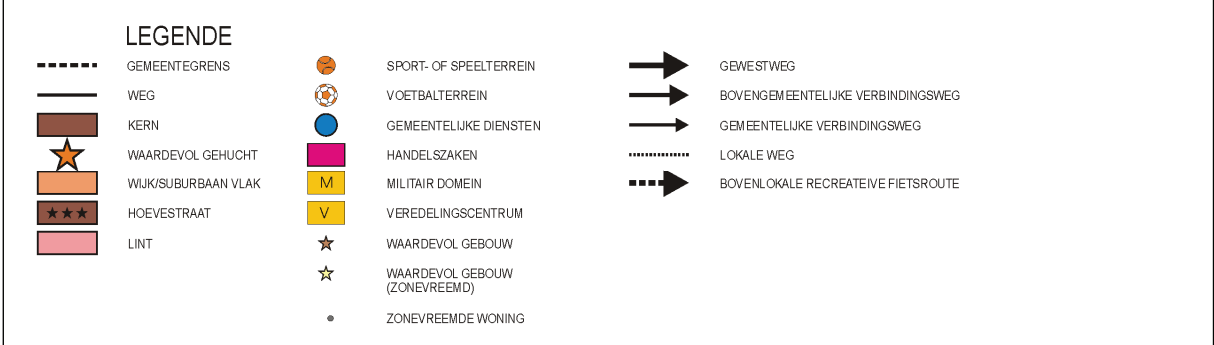 LEGENDE
GEMEENTEGRENS
WEG
KERN
WAARDEVOL GEHUCHT
WIJK/SUBURBAAN VLAK
HOEVESTRAAT
LINT
SPORT- OF SPEELTERREIN
VOETBALTERREIN
GEMEENTELIJKE DIENSTEN
HANDELSZAKEN
M MILITAIR DOMEIN
V VEREDELINGSCENTRUM
WAARDEVOL GEBOUW
WAARDEVOL GEBOUW
(ZONEVREEMD)
ZONEVREEMDE WONING
GEWESTWEG
BOVENGEMEENTELIJKE VERBINDINGSWEG
GEMEENTELIJKE VERBINDINGSWEG
LOKALE WEG
BOVENLOKALE RECREATEIVE FIETSROUTE